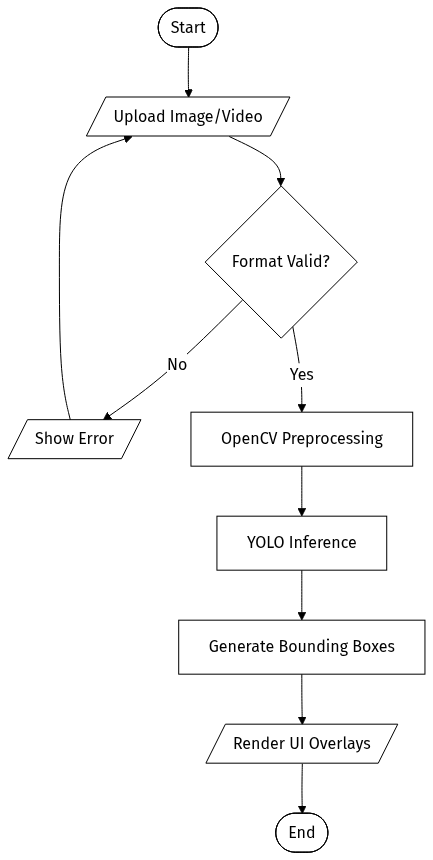 Start
Upload Image/Video
Format Valid?
No
Yes
Show Error
OpenCV Preprocessing
YOLO Inference
Generate Bounding Boxes
Render UI Overlays
End